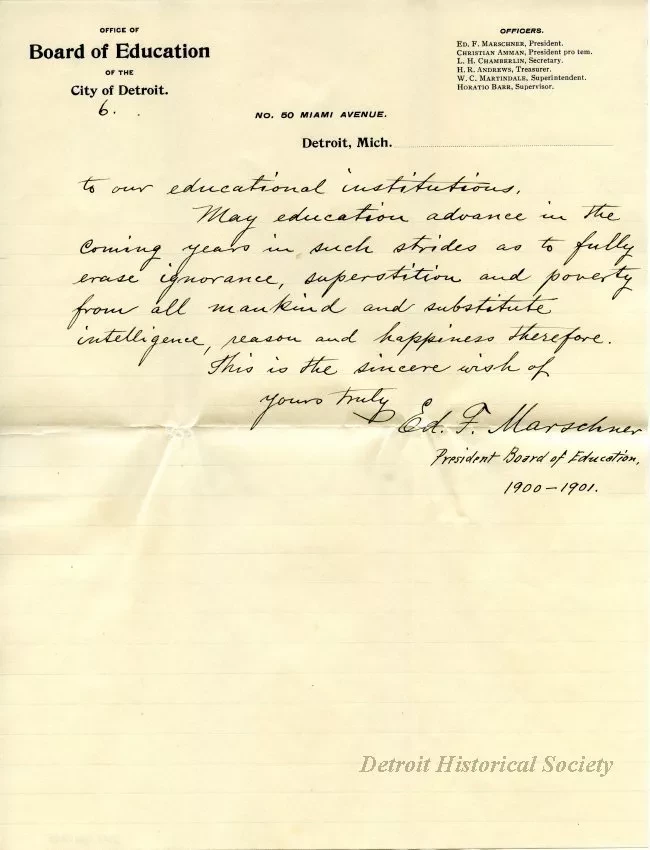 OFFICE OF
Board of Education
OF THE
City of Detroit.
6.
OFFICERS.
ED. F. MARSCHNER, President.
CHRISTIAN AMMAN, President pro tem.
L. H. CHAMBERLIN, Secretary.
H. R. ANDREWS, Treasurer.
W. C. MARTINDALE, Superintendent.
HORATIO BARR, Supervisor.
NO. 50 MIAMI AVENUE.
Detroit, Mich.
to our educational institutions.
May education advance in the
coming years in such strides as to fully
erase ignorance, superstition and poverty
from all mankind and substitute
intelligence, reason and happiness therefore.
This is the sincere wish of
yours truly
Ed. F. Marschner
President Board of Education,
1900-1901.
Detroit Historical Society